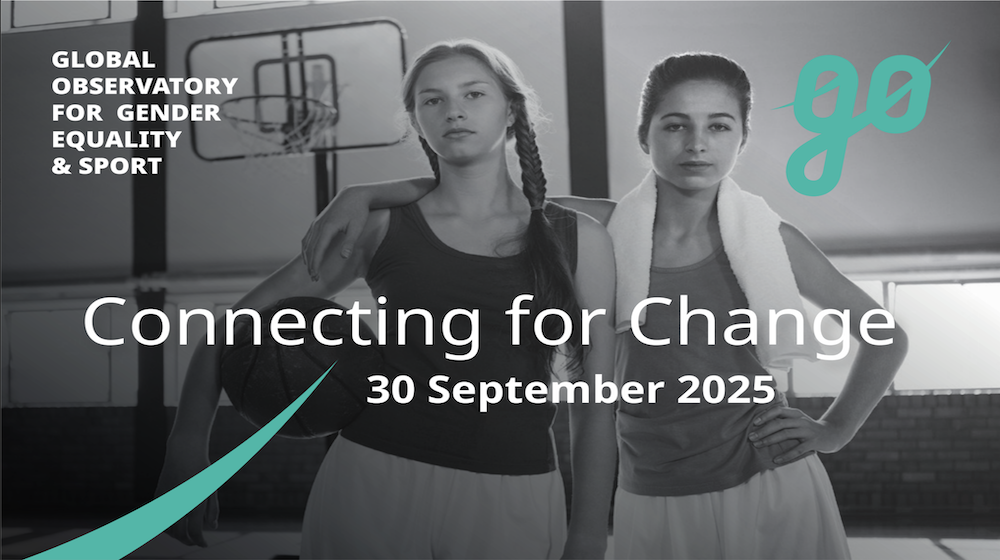 GLOBAL
OBSERVATORY
FOR GENDER
EQUALITY
& SPORT
go
Connecting for Change
30 September 2025